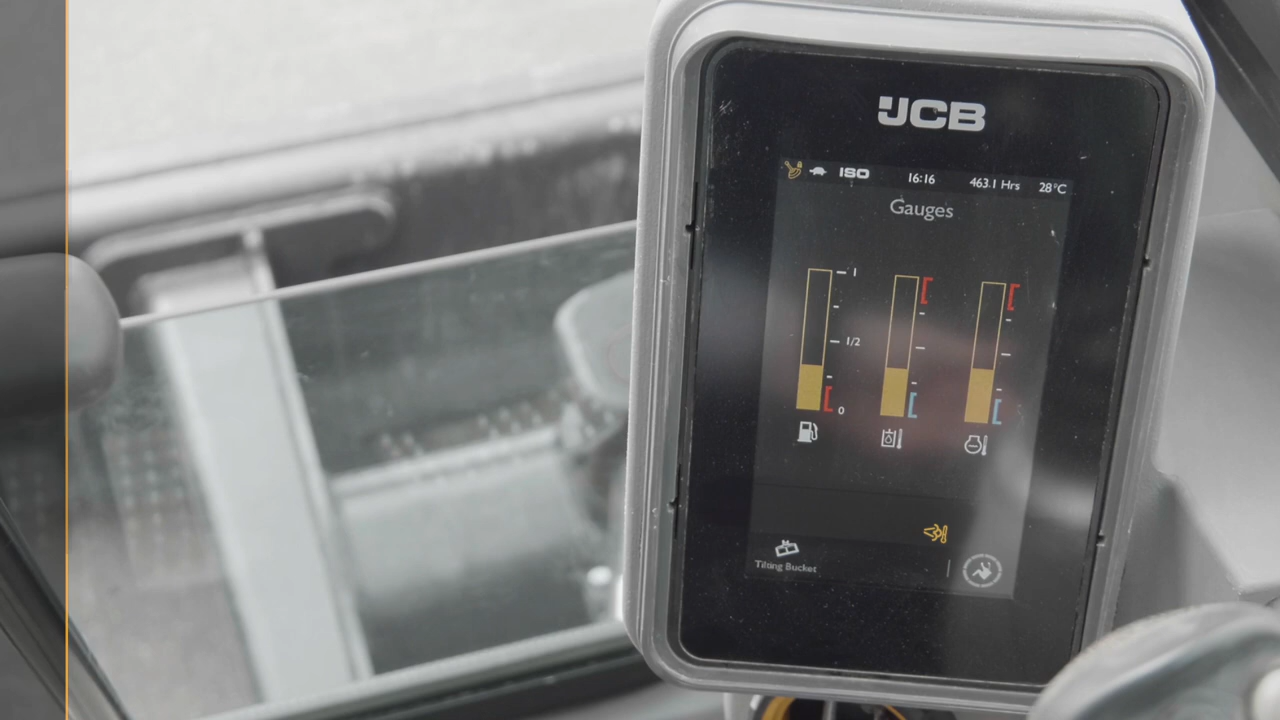 JCB
ISO 16:16 463.1 Hrs 28°C
Gauges
1
1/2
0
Tilting Bucket